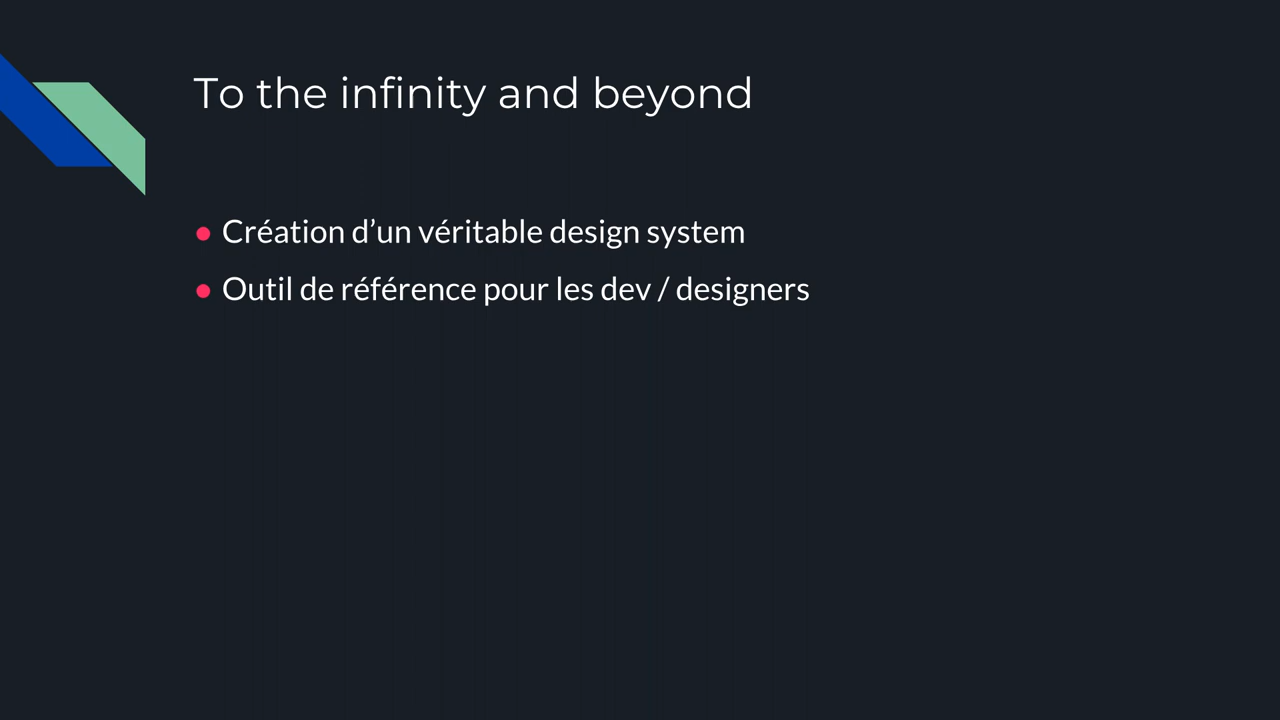 To the infinity and beyond
● Création d’un véritable design system
● Outil de référence pour les dev / designers